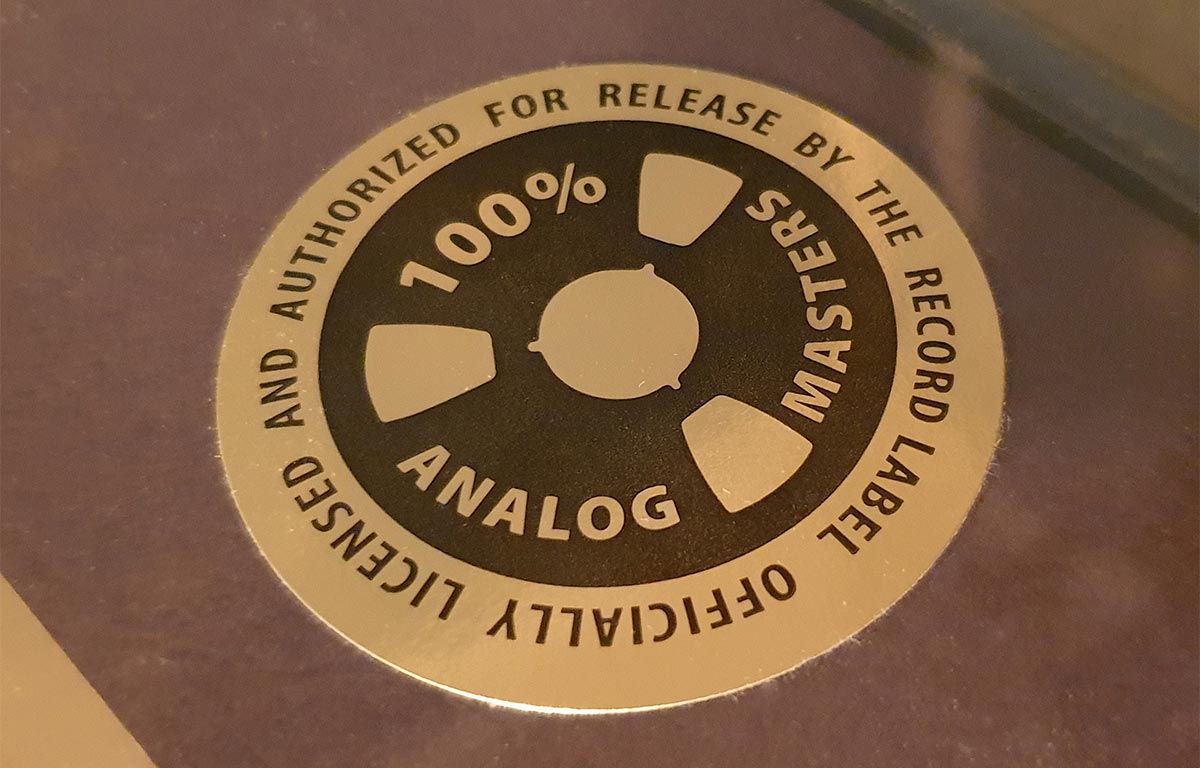 OFFICIALLY LICENSED AND AUTHORIZED FOR RELEASE BY THE RECORD LABEL
100%
ANALOG
MASTERS